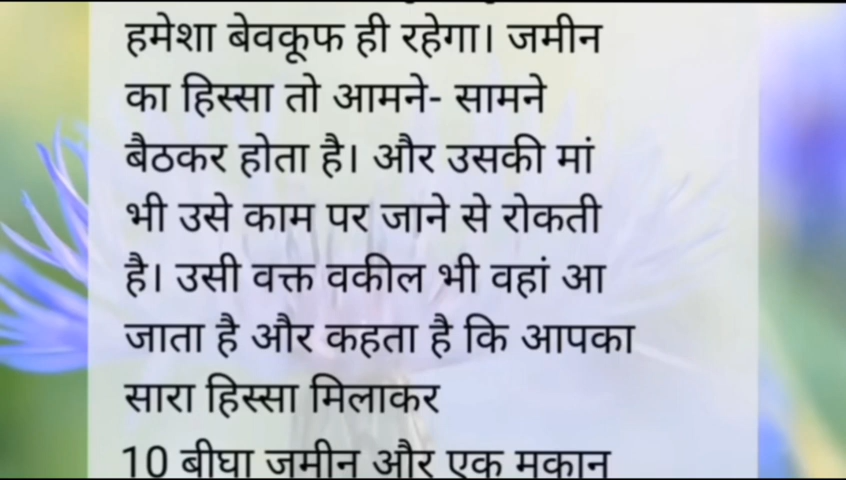 हमेशा बेवकूफ ही रहेगा। जमीन
का हिस्सा तो आमने- सामने
बैठकर होता है। और उसकी मां
भी उसे काम पर जाने से रोकती
है। उसी वक्त वकील भी वहां आ
जाता है और कहता है कि आपका
सारा हिस्सा मिलाकर
10 बीघा जमीन और एक मकान